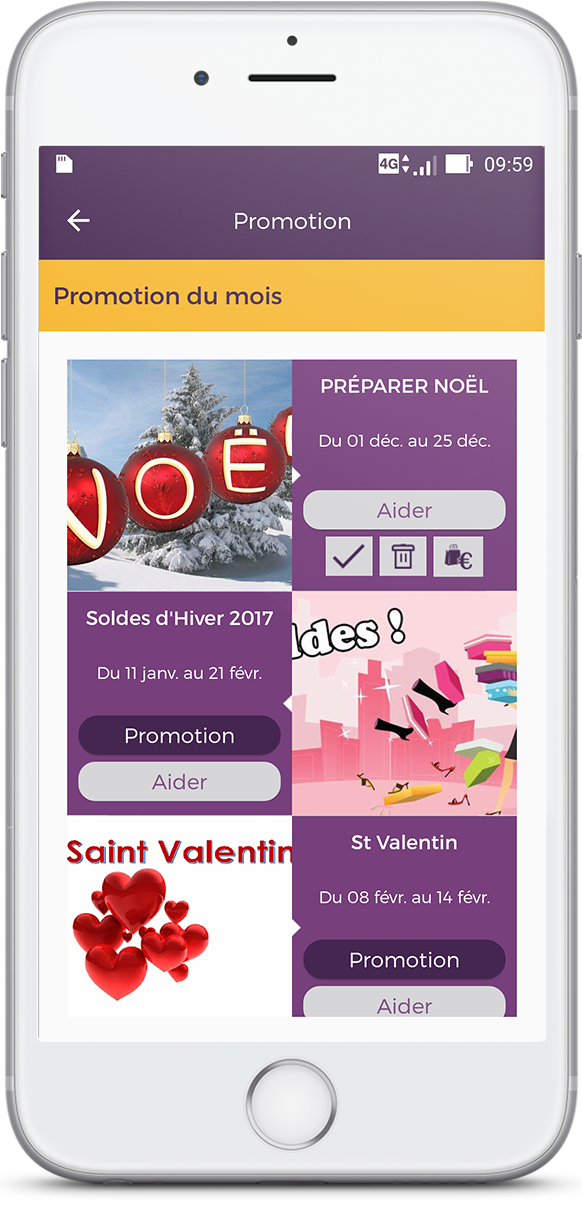 4G 09:59
Promotion
Promotion du mois
NOË
PRÉPARER NOËL
Du 01 déc. au 25 déc.
Aider
€
Soldes d'Hiver 2017
Du 11 janv. au 21 févr.
Promotion
Aider
ldes !
Saint Valentin
St Valentin
Du 08 févr. au 14 févr.
Promotion
Aider